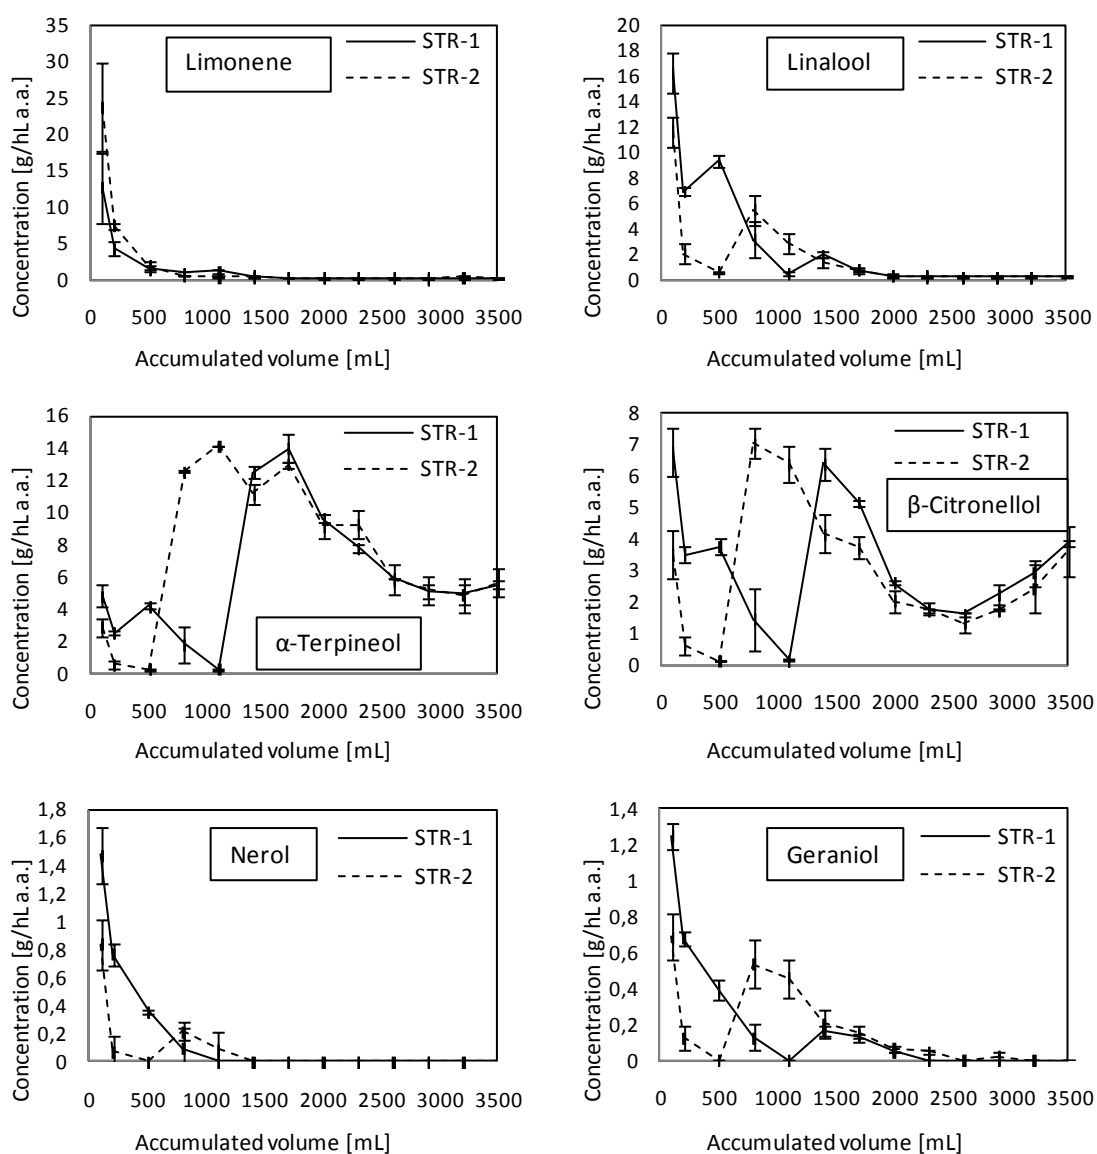 Concentration [g/hL a.a.]
35
30
25
20
15
10
5
0
Limonene
STR-1
STR-2
0 500 1000 1500 2000 2500 3000 3500
Accumulated volume [mL]
Concentration [g/hL a.a.]
20
18
16
14
12
10
8
6
4
2
0
Linalool
STR-1
STR-2
0 500 1000 1500 2000 2500 3000 3500
Accumulated volume [mL]
Concentration [g/hL a.a.]
16
14
12
10
8
6
4
2
0
STR-1
STR-2
α-Terpineol
0 500 1000 1500 2000 2500 3000 3500
Accumulated volume [mL]
Concentration [g/hL a.a.]
8
7
6
5
4
3
2
1
0
STR-1
STR-2
β-Citronellol
0 500 1000 1500 2000 2500 3000 3500
Accumulated volume [mL]
Concentration [g/hL a.a.]
1,8
1,6
1,4
1,2
1
0,8
0,6
0,4
0,2
0
Nerol
STR-1
STR-2
0 500 1000 1500 2000 2500 3000 3500
Accumulated volume [mL]
Concentration [g/hL a.a.]
1,4
1,2
1
0,8
0,6
0,4
0,2
0
Geraniol
STR-1
STR-2
0 500 1000 1500 2000 2500 3000 3500
Accumulated volume [mL]